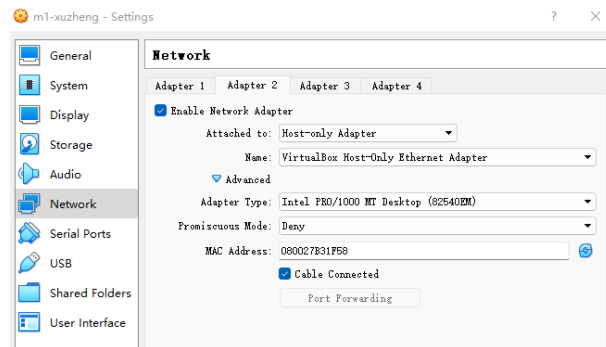 m1-xuzheng - Settings ? ×
General
System
Display
Storage
Audio
Network
Serial Ports
USB
Shared Folders
User Interface
Network
Adapter 1 Adapter 2 Adapter 3 Adapter 4
Enable Network Adapter
Attached to: Host-only Adapter
Name: VirtualBox Host-Only Ethernet Adapter
Advanced
Adapter Type: Intel PRO/1000 MT Desktop (82540EM)
Promiscuous Mode: Deny
MAC Address: 080027B31F58
Cable Connected
Port Forwarding